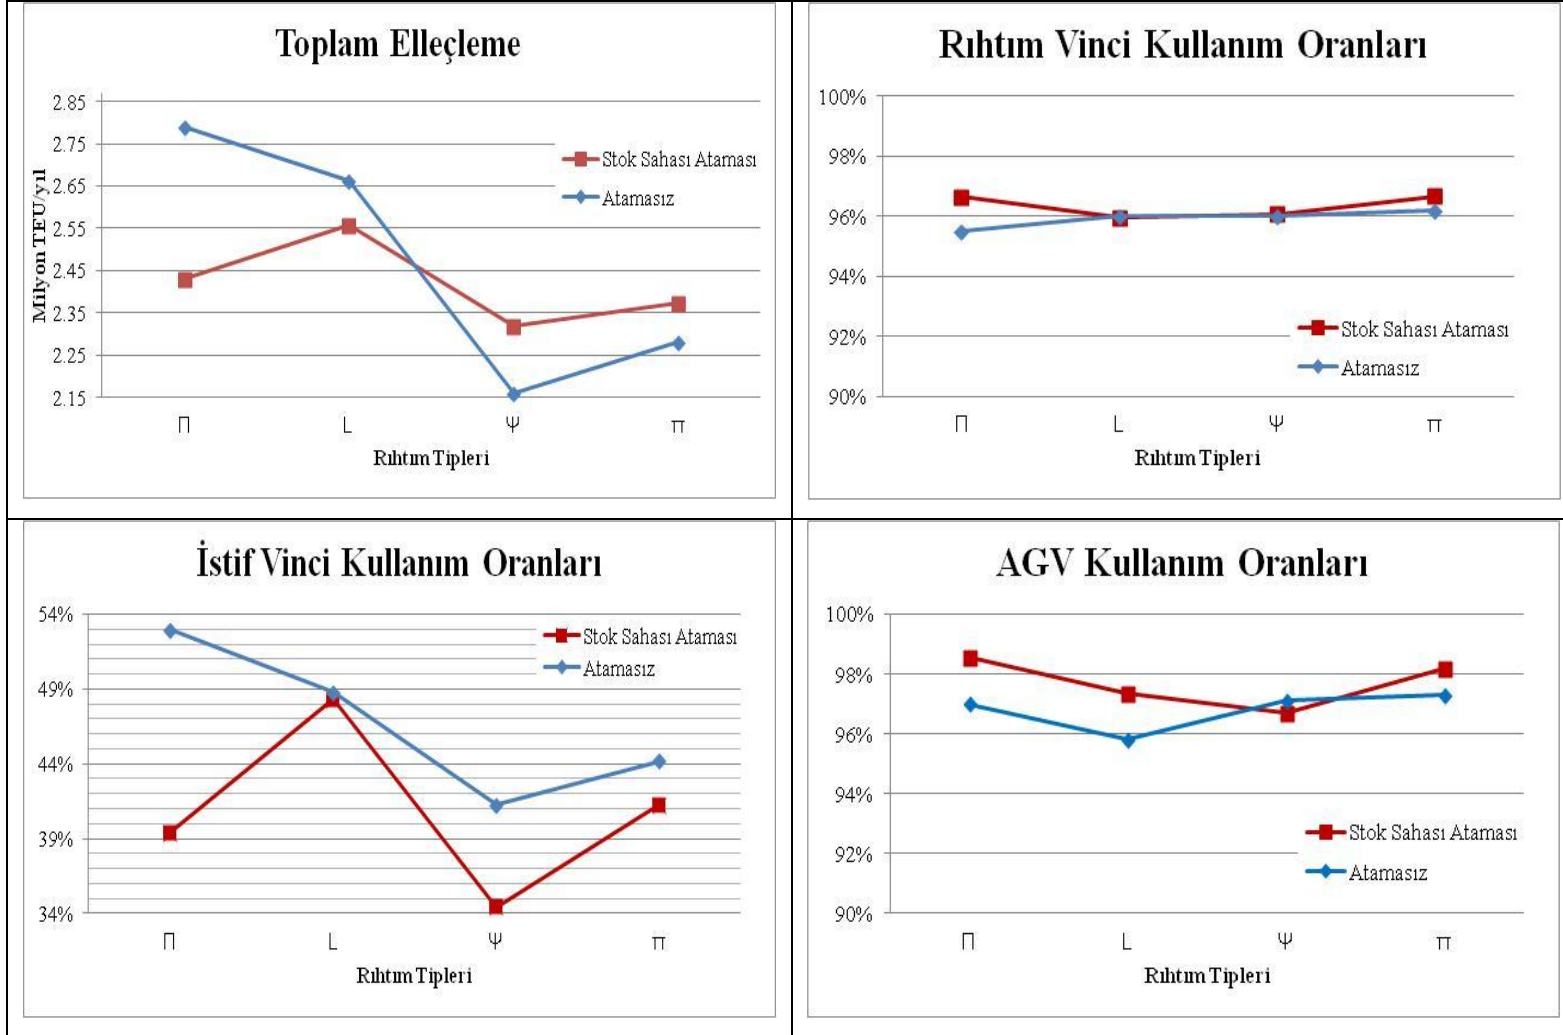 Toplam Elleçleme
Milyon TEU/yıl
2.85
2.75
2.65
2.55
2.45
2.35
2.25
2.15
Stok Sahası Ataması
Atamasız
Π L Ψ π
Rıhtım Tipleri
Rıhtım Vinci Kullanım Oranları
100%
98%
96%
94%
92%
90%
Stok Sahası Ataması
Atamasız
Π L Ψ π
Rıhtım Tipleri
İstif Vinci Kullanım Oranları
54%
49%
44%
39%
34%
Stok Sahası Ataması
Atamasız
Π L Ψ π
Rıhtım Tipleri
AGV Kullanım Oranları
100%
98%
96%
94%
92%
90%
Stok Sahası Ataması
Atamasız
Π L Ψ π
Rıhtım Tipleri